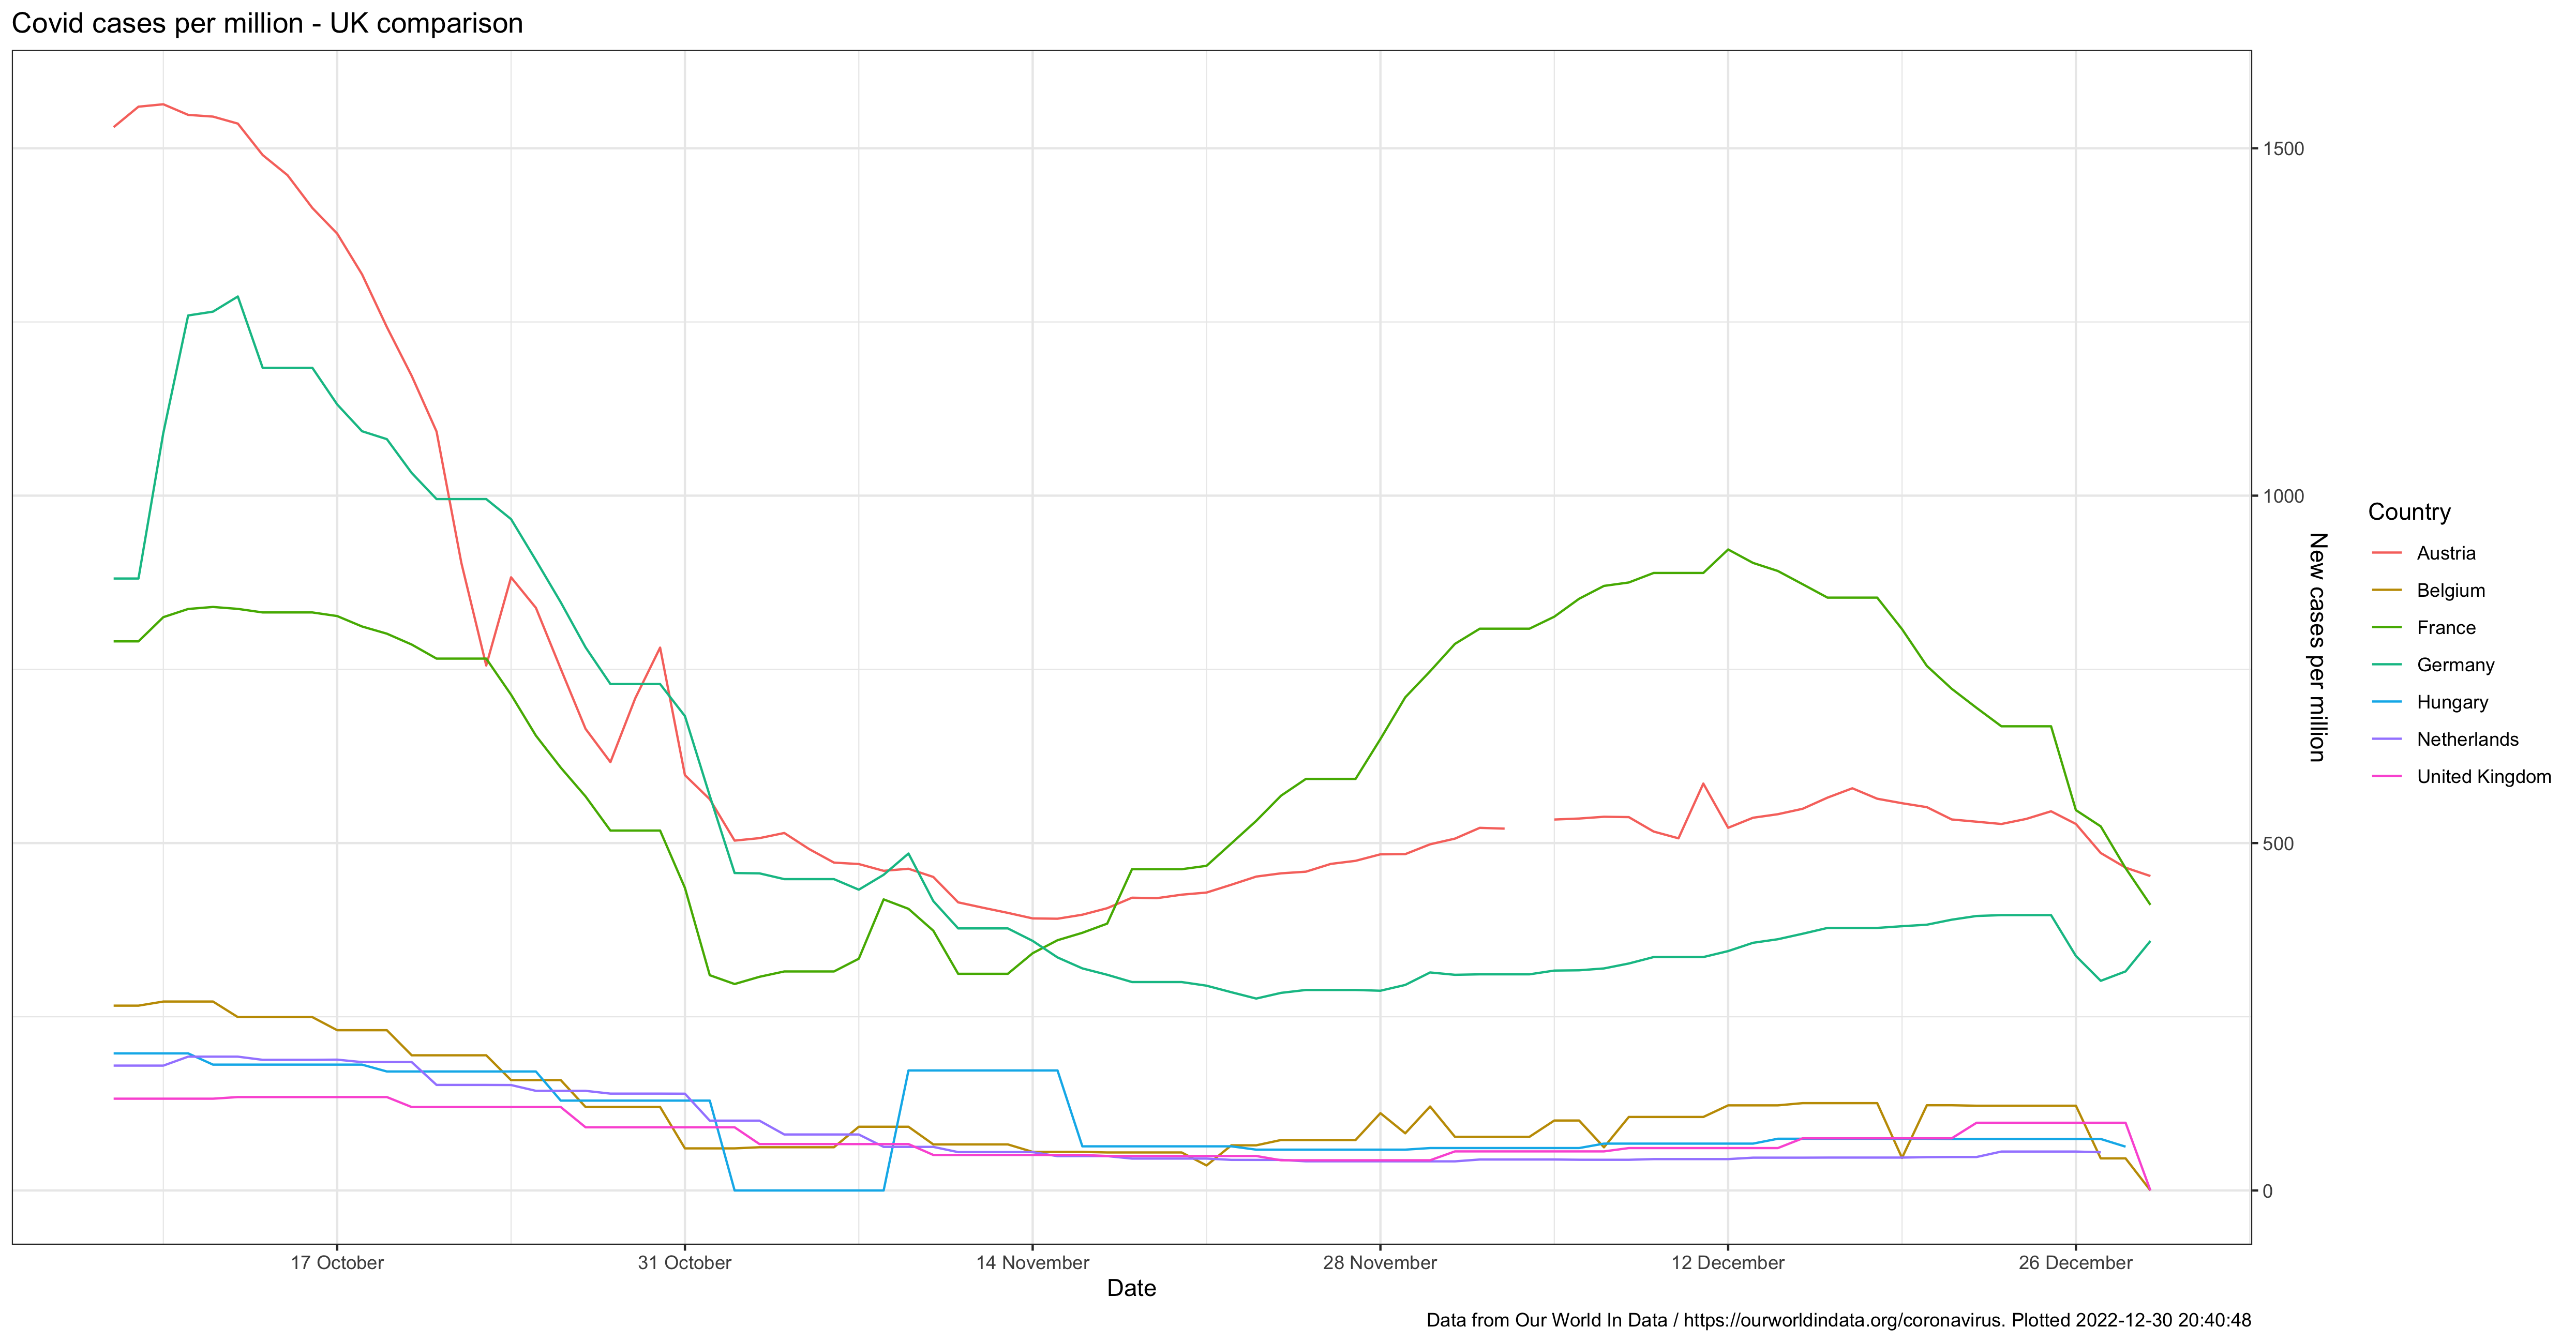 Covid cases per million - UK comparison
1500
1000
500
0
New cases per million
Country
Austria
Belgium
France
Germany
Hungary
Netherlands
United Kingdom
17 October
31 October
14 November
28 November
12 December
26 December
Date
Data from Our World In Data / https://ourworldindata.org/coronavirus. Plotted 2022-12-30 20:40:48